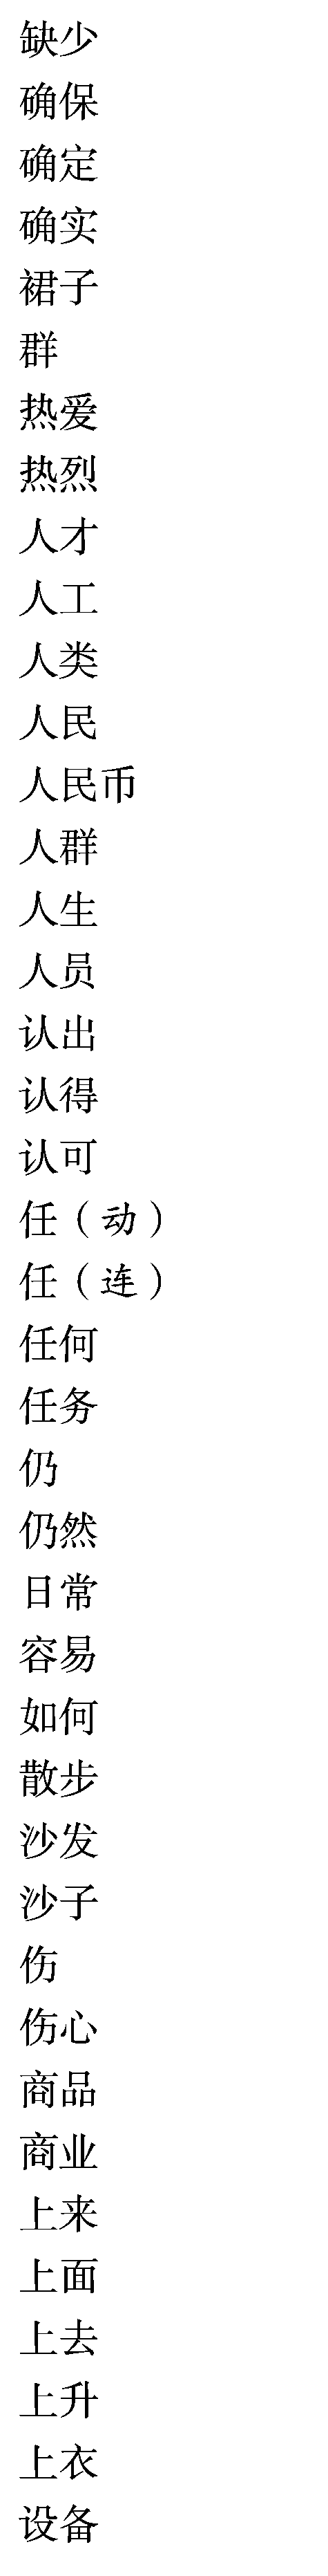 缺少
确保
确定
确实
裙子
群
热爱
热烈
人才
人工
人类
人民
人民币
人群
人生
人员
认出
认得
认可
任（动）
任（连）
任何
任务
仍
仍然
日常
容易
如何
散步
沙发
沙子
伤
伤心
商品
商业
上来
上面
上去
上升
上衣
设备